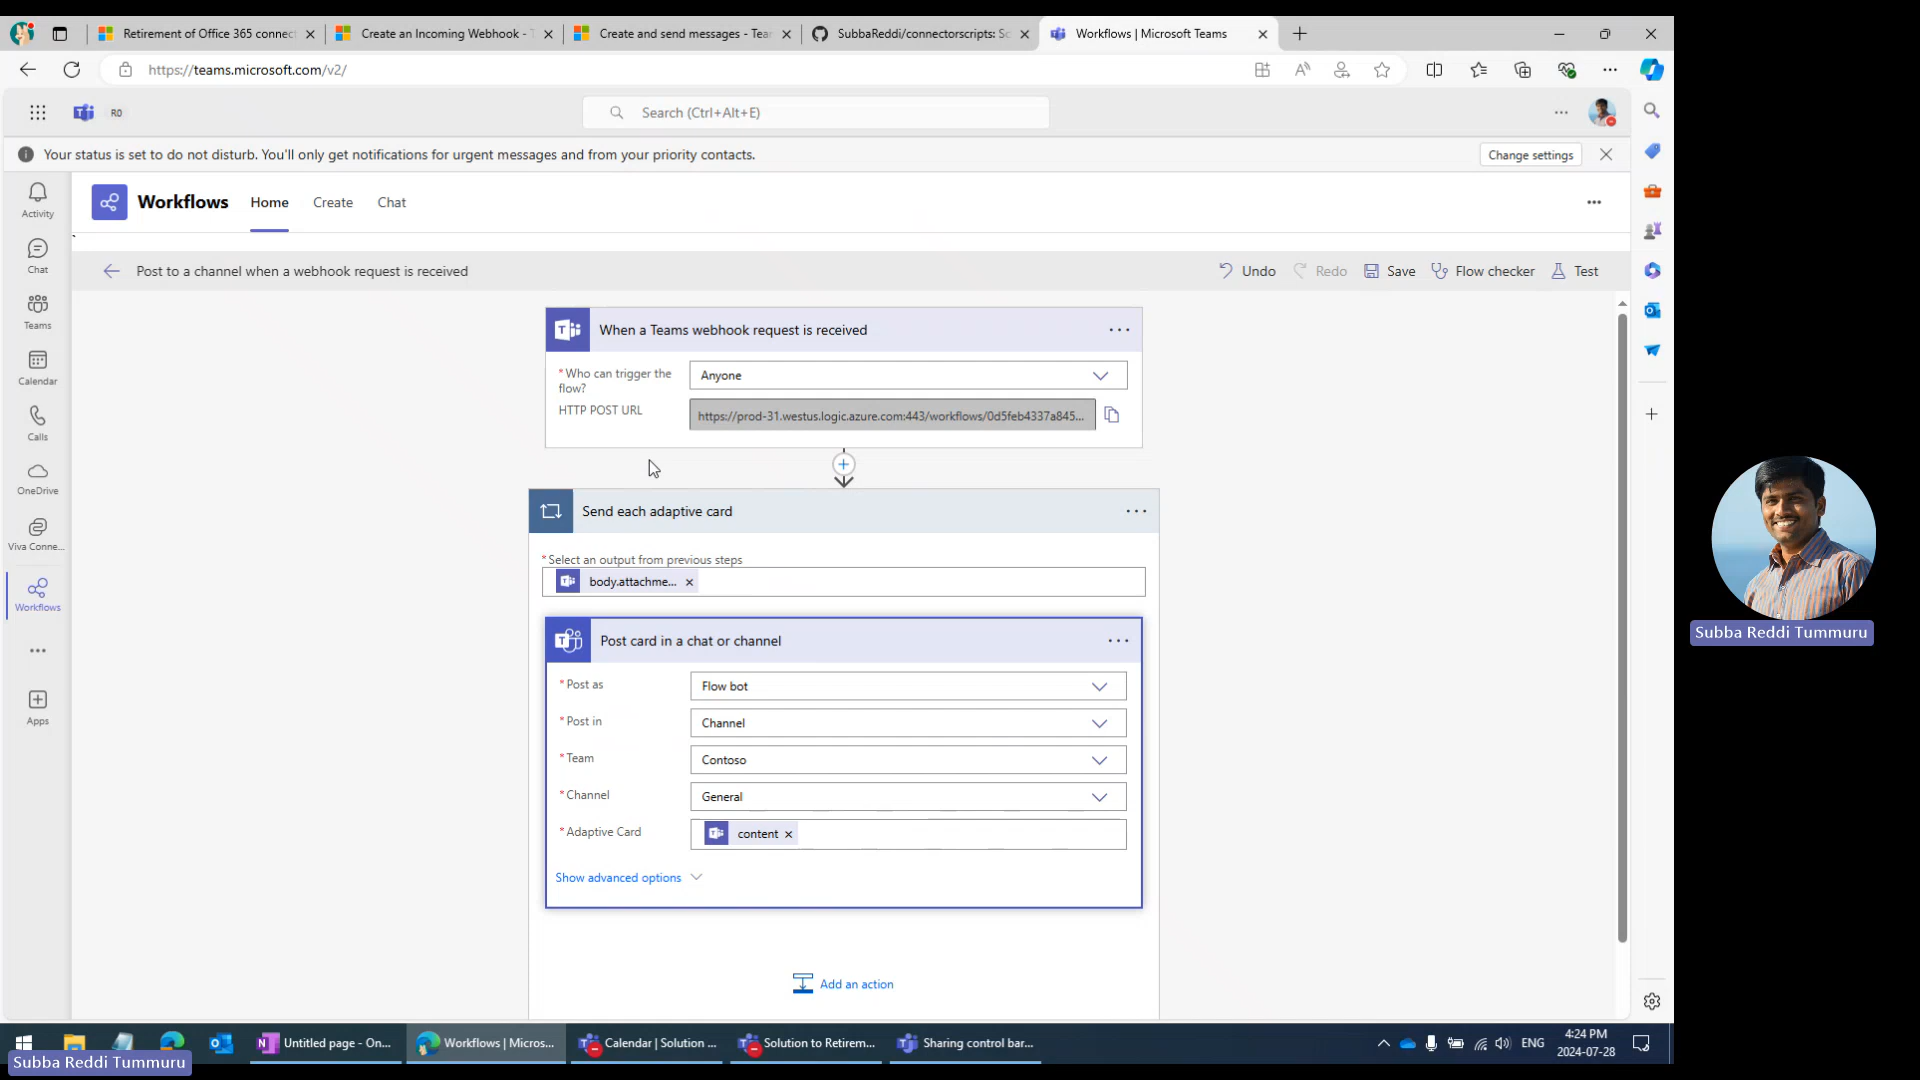 Retirement of Office 365 connect
Create an Incoming Webhook - T
Create and send messages - Tea
SubbaReddi/connectorscripts: Sc
Workflows | Microsoft Teams
https://teams.microsoft.com/v2/
R0
Search (Ctrl+Alt+E)
Your status is set to do not disturb. You'll only get notifications for urgent messages and from your priority contacts.
Change settings
Activity
Chat
Teams
Calendar
Calls
OneDrive
Viva Conne...
Workflows
Apps
Workflows
Home
Create
Chat
Post to a channel when a webhook request is received
Undo
Redo
Save
Flow checker
Test
When a Teams webhook request is received
*Who can trigger the
flow?
Anyone
HTTP POST URL
https://prod-31.westus.logic.azure.com:443/workflows/0d5feb4337a845...
Send each adaptive card
*Select an output from previous steps
body.attachme...
Post card in a chat or channel
*Post as
Flow bot
*Post in
Channel
*Team
Contoso
*Channel
General
*Adaptive Card
content
Show advanced options
Add an action
Subba Reddi Tummuru
Untitled page - On...
Workflows | Micros...
Calendar | Solution ...
Solution to Retirem...
Sharing control bar...
ENG
4:24 PM
2024-07-28
Subba Reddi Tummuru